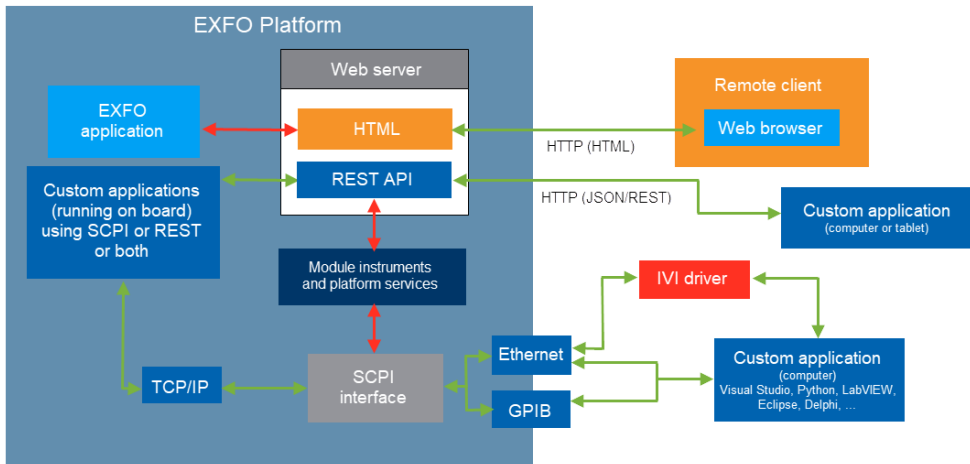 EXFO Platform
Web server
EXFO
application
HTML
HTTP (HTML)
Remote client
Web browser
Custom applications
(running on board)
using SCPI or REST
or both
REST API
HTTP (JSON/REST)
Custom application
(computer or tablet)
Module instruments
and platform services
IVI driver
Ethernet
TCP/IP
SCPI
interface
GPIB
Custom application
(computer)
Visual Studio, Python, LabVIEW,
Eclipse, Delphi, ...